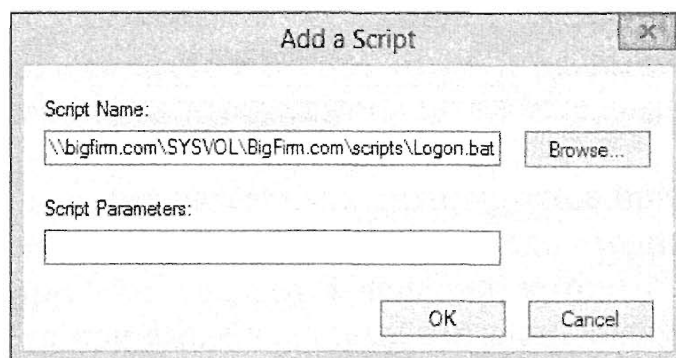 Add a Script
Script Name:
\\bigfirm.com\SYSVOL\BigFirm.com\scripts\Logon.bat
Browse...
Script Parameters:
OK
Cancel